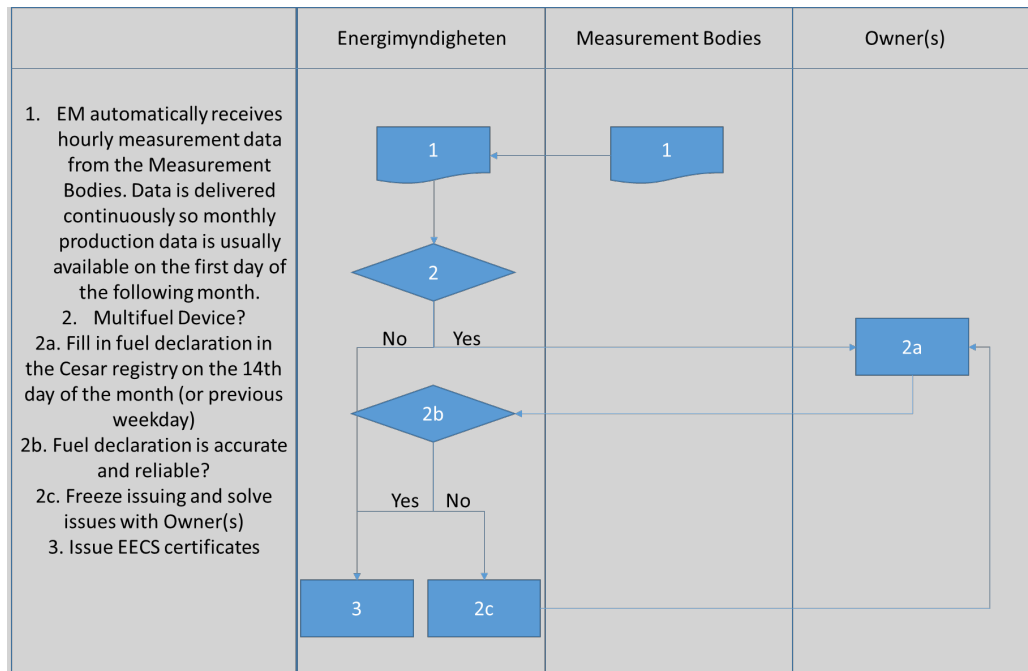 Energimyndigheten
Measurement Bodies
Owner(s)
1. EM automatically receives
hourly measurement data
from the Measurement
Bodies. Data is delivered
continuously so monthly
production data is usually
available on the first day of
the following month.
2. Multifuel Device?
2a. Fill in fuel declaration in
the Cesar registry on the 14th
day of the month (or previous
weekday)
2b. Fuel declaration is accurate
and reliable?
2c. Freeze issuing and solve
issues with Owner(s)
3. Issue EECS certificates
1
1
2
No
Yes
2a
2b
Yes
No
3
2c